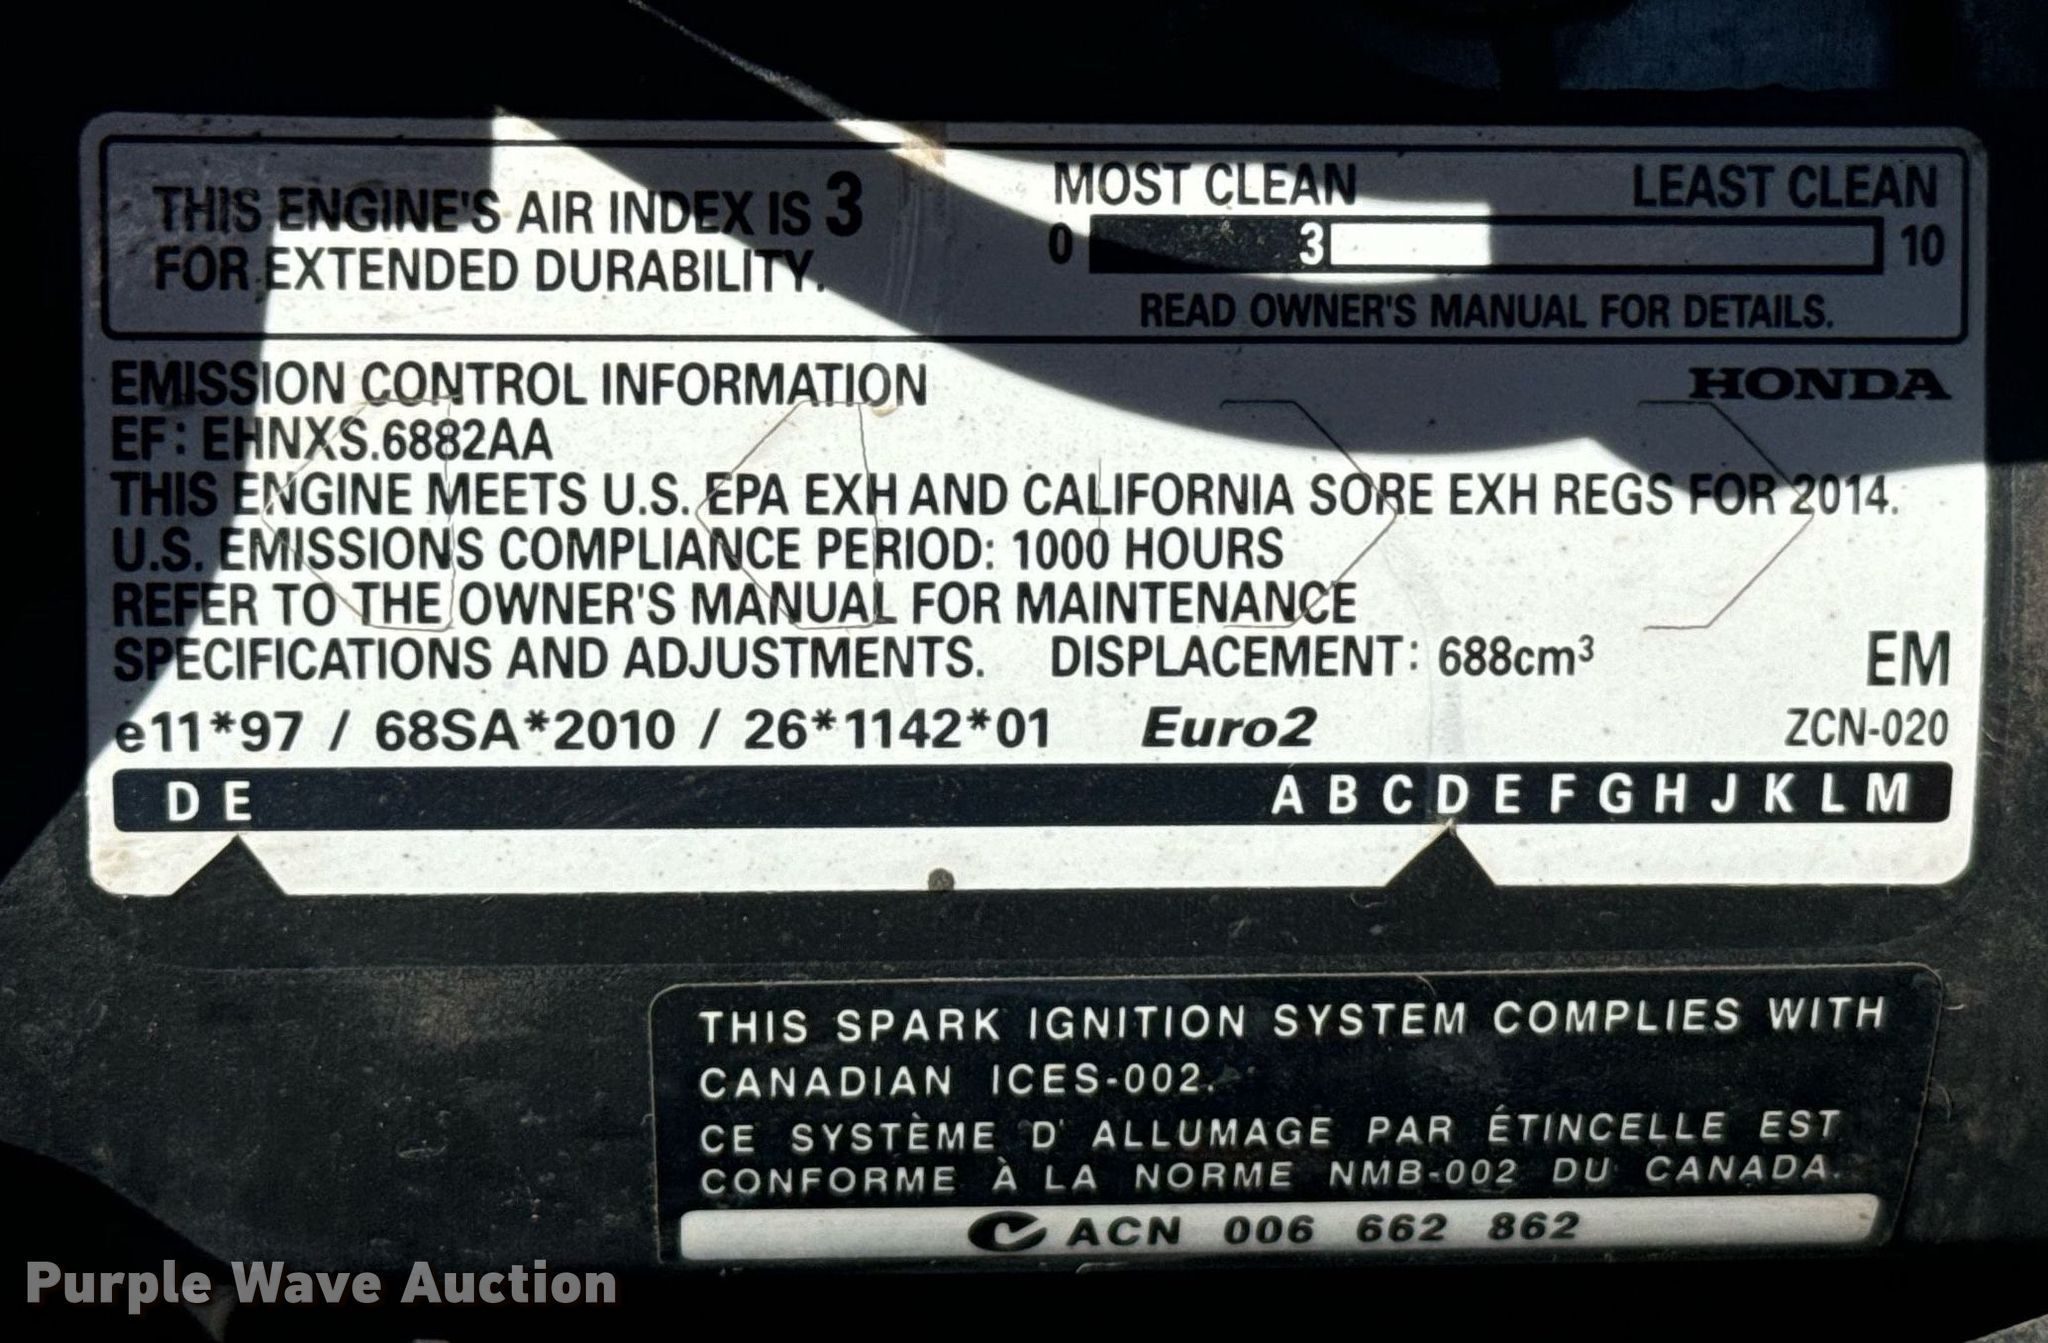 THIS ENGINE'S AIR INDEX IS 3
FOR EXTENDED DURABILITY.
MOST CLEAN LEAST CLEAN
0 3 10
READ OWNER'S MANUAL FOR DETAILS.
EMISSION CONTROL INFORMATION
HONDA
EF: EHNXS.6882AA
THIS ENGINE MEETS U.S. EPA EXH AND CALIFORNIA SORE EXH REGS FOR 2014.
U.S. EMISSIONS COMPLIANCE PERIOD: 1000 HOURS
REFER TO THE OWNER'S MANUAL FOR MAINTENANCE
SPECIFICATIONS AND ADJUSTMENTS. DISPLACEMENT: 688cm³ EM
e11*97 / 68SA*2010 / 26*1142*01 Euro2 ZCN-020
D E A B C D E F G H J K L M
THIS SPARK IGNITION SYSTEM COMPLIES WITH
CANADIAN ICES-002.
CE SYSTÈME D' ALLUMAGE PAR ÉTINCELLE EST
CONFORME À LA NORME NMB-002 DU CANADA.
ACN 006 662 862
Purple Wave Auction